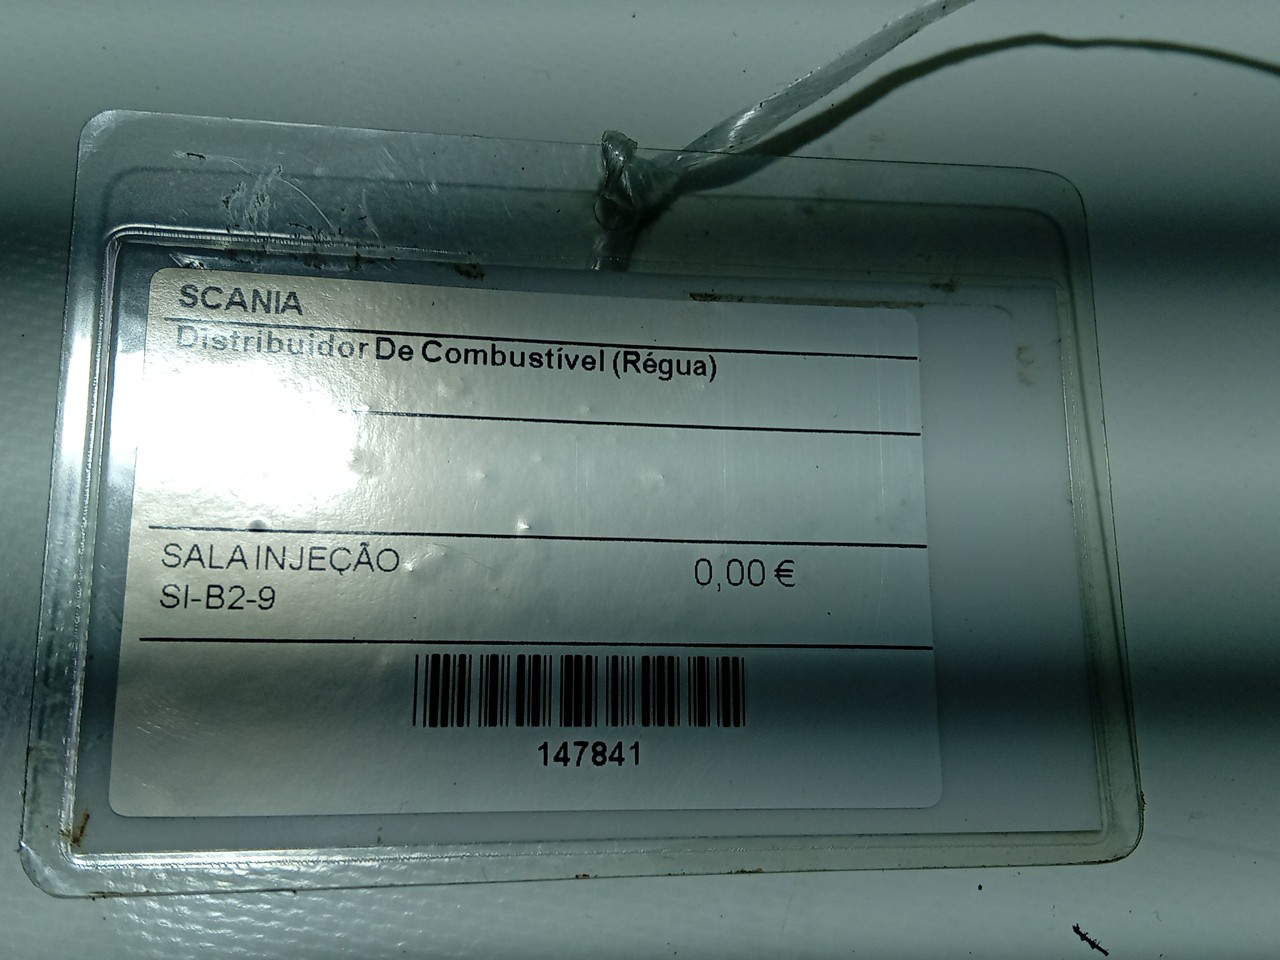 SCANIA
Distribuidor De Combustível (Régua)
SALA INJEÇÃO
0,00 €
SI-B2-9
147841